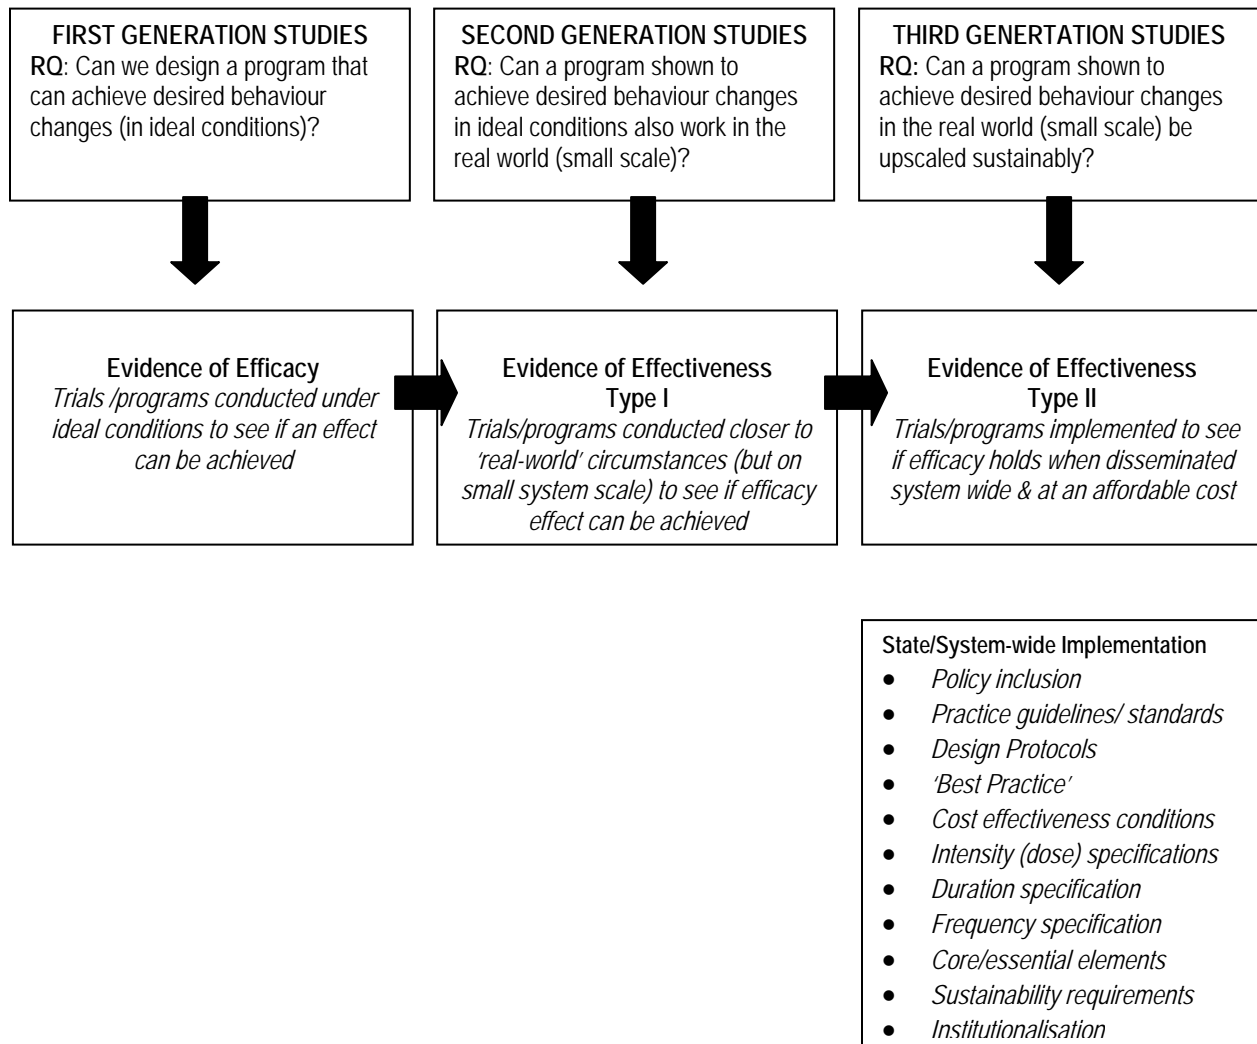 FIRST GENERATION STUDIES
RQ: Can we design a program that
can achieve desired behaviour
changes (in ideal conditions)?
SECOND GENERATION STUDIES
RQ: Can a program shown to
achieve desired behaviour changes
in ideal conditions also work in the
real world (small scale)?
THIRD GENERTATION STUDIES
RQ: Can a program shown to
achieve desired behaviour changes
in the real world (small scale) be
upscaled sustainably?
Evidence of Efficacy
Trials /programs conducted under
ideal conditions to see if an effect
can be achieved
Evidence of Effectiveness
Type I
Trials/programs conducted closer to
'real-world' circumstances (but on
small system scale) to see if efficacy
effect can be achieved
Evidence of Effectiveness
Type II
Trials/programs implemented to see
if efficacy holds when disseminated
system wide & at an affordable cost
State/System-wide Implementation
• Policy inclusion
• Practice guidelines/ standards
• Design Protocols
• 'Best Practice'
• Cost effectiveness conditions
• Intensity (dose) specifications
• Duration specification
• Frequency specification
• Core/essential elements
• Sustainability requirements
• Institutionalisation